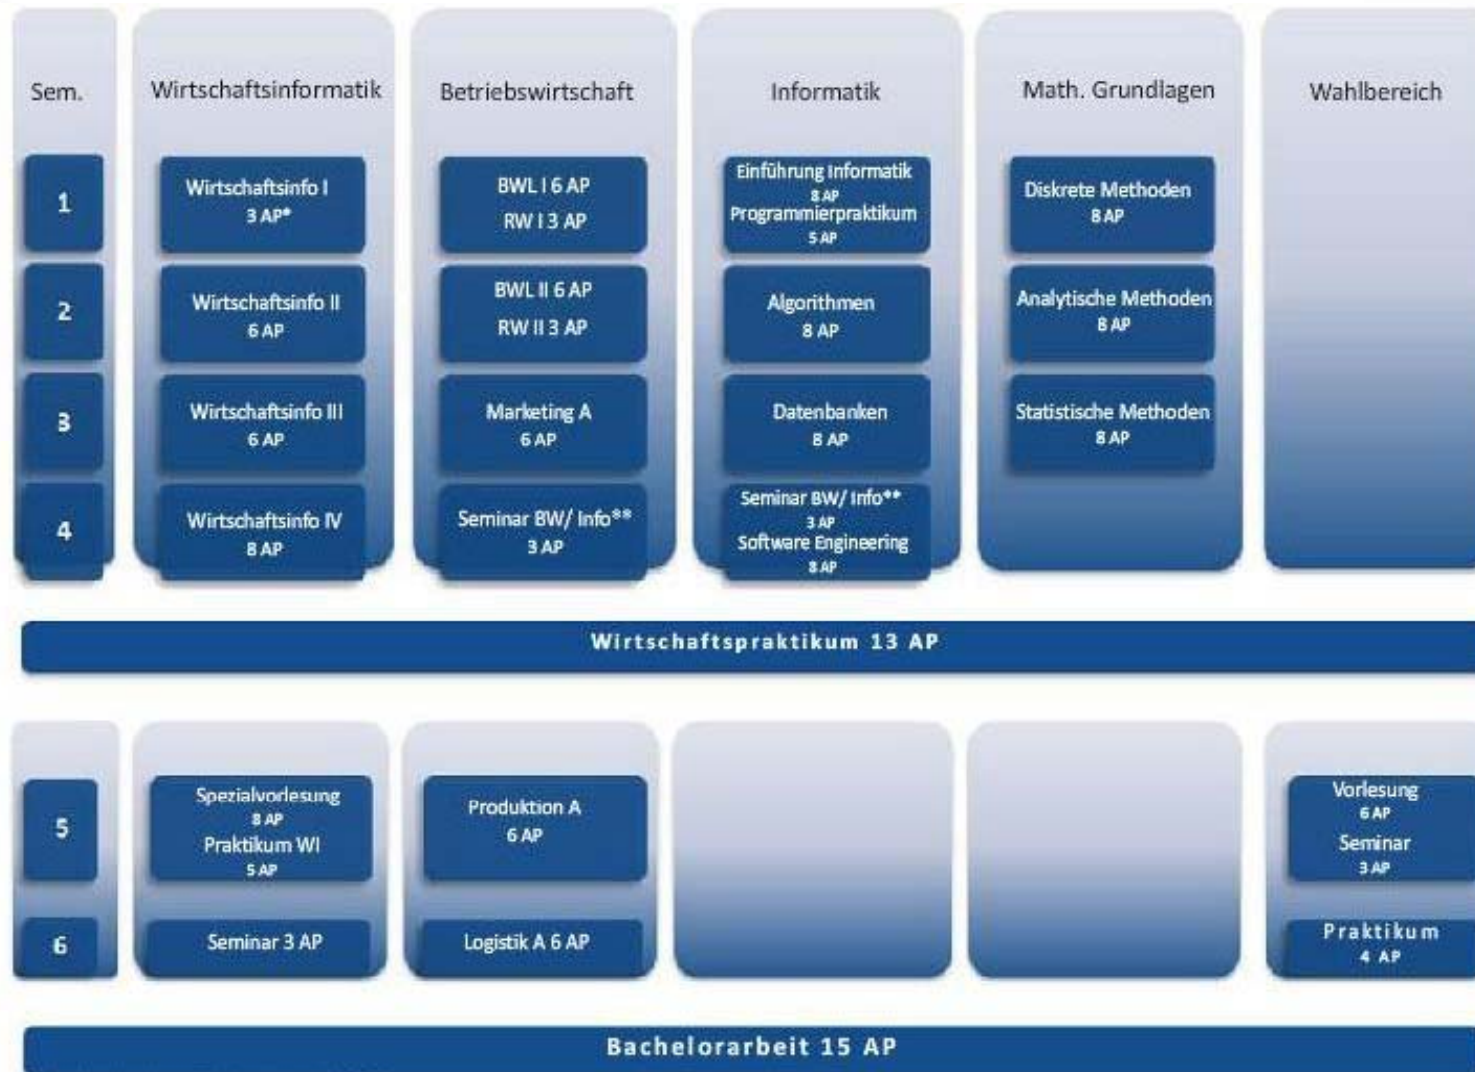 Sem.
Wirtschaftsinformatik
Betriebswirtschaft
Informatik
Math. Grundlagen
Wahlbereich
1
Wirtschaftsinfo I
3 AP*
BWL I 6 AP
RW I 3 AP
Einführung Informatik
8 AP
Programmierpraktikum
5 AP
Diskrete Methoden
8 AP
2
Wirtschaftsinfo II
6 AP
BWL II 6 AP
RW II 3 AP
Algorithmen
8 AP
Analytische Methoden
8 AP
3
Wirtschaftsinfo III
6 AP
Marketing A
6 AP
Datenbanken
8 AP
Statistische Methoden
8 AP
4
Wirtschaftsinfo IV
8 AP
Seminar BW/ Info**
3 AP
Seminar BW/ Info**
3 AP
Software Engineering
8 AP
Wirtschaftspraktikum 13 AP
5
Spezialvorlesung
8 AP
Praktikum WI
5 AP
Produktion A
6 AP
Vorlesung
6 AP
Seminar
3 AP
6
Seminar 3 AP
Logistik A 6 AP
Praktikum
4 AP
Bachelorarbeit 15 AP